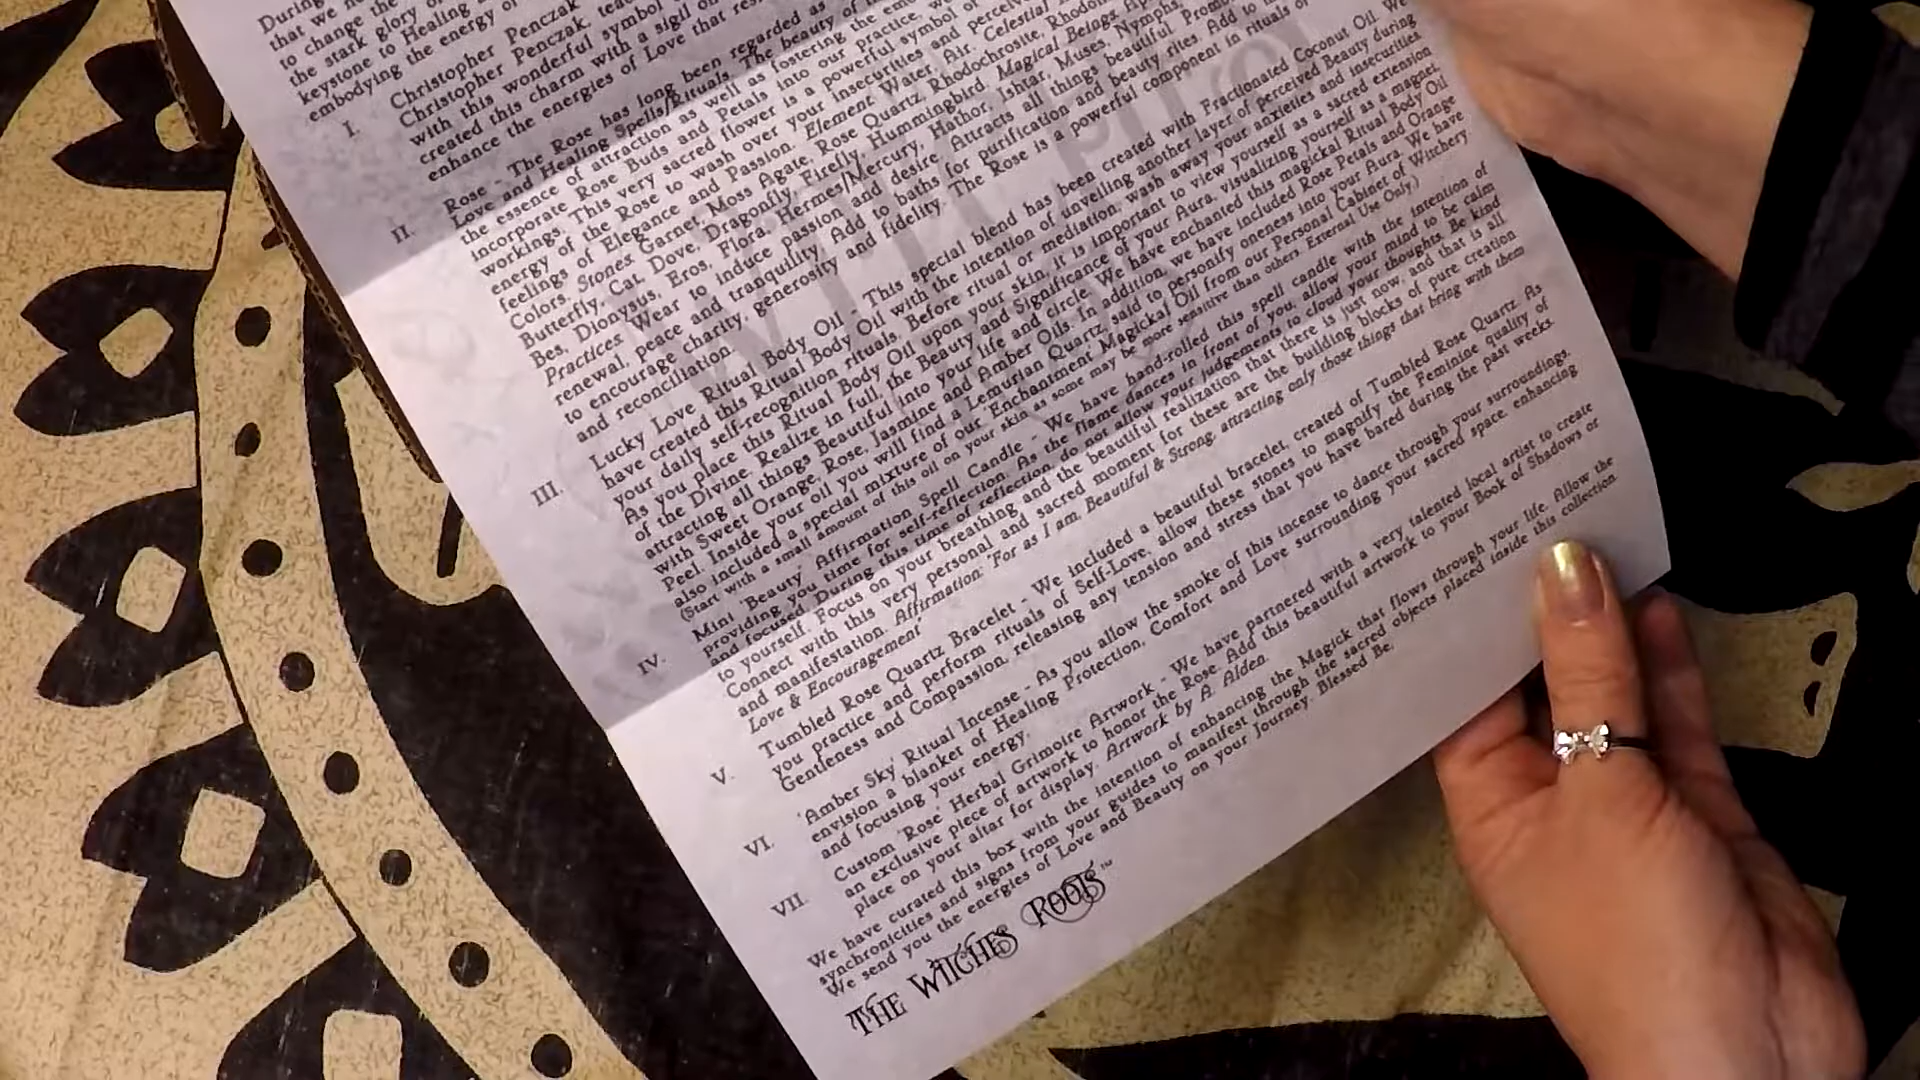 During
that we no
to change the
the stark glory o
keystone to Healing
embodying the energy o
I. Christopher Penczak
Christopher Penczak, tea
with this wonderful symbol
created this charm with a sigil on
enhance the energies of Love that res
II. Rose - The Rose has long been regarded as
Love and Healing Spells/Rituals. The beauty of
the essence of attraction as well as fostering the emo
incorporate Rose Buds and Petals into our practice, we
workings. This very sacred flower is a powerful symbol of
energy of the Rose to wash over your insecurities and perceiv
feelings of Elegance and Passion. Element Water, Air. Celestial
Colors. Stones Garnet, Moss Agate, Rose Quartz, Rhodochrosite, Rhodon
Butterfly, Cat, Dove, Dragonfly, Firefly, Hummingbird. Magical Beings
Bes, Dionysus, Eros, Flora, Hermes/Mercury, Hathor, Ishtar, Muses, Nymphs,
Practices Wear to induce passion and desire. Attracts all things beautiful. Promo
renewal, peace and tranquility. Add to baths for purification and beauty rites. Add to
to encourage charity, generosity and fidelity. The Rose is a powerful component in rituals of
and reconciliation.
III. Lucky Love Ritual Body Oil - This special blend has been created with Fractionated Coconut Oil. We
have created this Ritual Body Oil with the intention of unveiling another layer of perceived Beauty during
your daily self-recognition rituals. Before ritual or mediation, wash away your anxieties and insecurities
As you place this Ritual Body Oil upon your skin, it is important to view yourself as a sacred extension
of the Divine. Realize in full, the Beauty and Significance of your Aura, visualizing yourself as a magnet,
attracting all things Beautiful into your life and circle. We have enchanted this magickal Ritual Body Oil
with Sweet Orange, Rose, Jasmine and Amber Oils. In addition, we have included Rose Petals and Orange
Peel. Inside your oil you will find a Lemurian Quartz, said to personify oneness into your Aura. We have
also included a special mixture of our 'Enchantment' Magickal Oil from our Personal Cabinet of Witchery.
(Start with a small amount of this oil on your skin as some may be more sensitive than others. External Use Only.)
IV. Mini 'Beauty' Affirmation Spell Candle - We have hand-rolled this spell candle with the intention of
providing you time for self-reflection. As the flame dances in front of you, allow your mind to be calm
and focused. During this time of reflection, do not allow your judgements to cloud your thoughts. Be kind
to yourself. Focus on your breathing and the beautiful realization that there is just now, and that is all.
Connect with this very personal and sacred moment for these are the building blocks of pure creation
and manifestation. Affirmation: "For as I am, Beautiful & Strong, attracting only those things that bring with them
Love & Encouragement"
V. Tumbled Rose Quartz Bracelet - We included a beautiful bracelet, created of Tumbled Rose Quartz. As
you practice and perform rituals of Self-Love, allow these stones to magnify the Feminine quality of
Gentleness and Compassion, releasing any tension and stress that you have bared during the past weeks.
VI. 'Amber Sky' Ritual Incense - As you allow the smoke of this incense to dance through your surroundings,
envision a blanket of Healing Protection, Comfort and Love surrounding your sacred space, enhancing
and focusing your energy.
VII. Custom 'Rose' Herbal Grimoire Artwork - We have partnered with a very talented local artist to create
an exclusive piece of artwork to honor the Rose. Add this beautiful artwork to your Book of Shadows or
place on your altar for display. Artwork by A. Alden.
We have curated this box with the intention of enhancing the Magick that flows through your life. Allow the
synchronicities and signs from your guides to manifest through the sacred objects placed inside this collection.
We send you the energies of Love and Beauty on your Journey. Blessed Be.
THE WITCHES ROOTS™